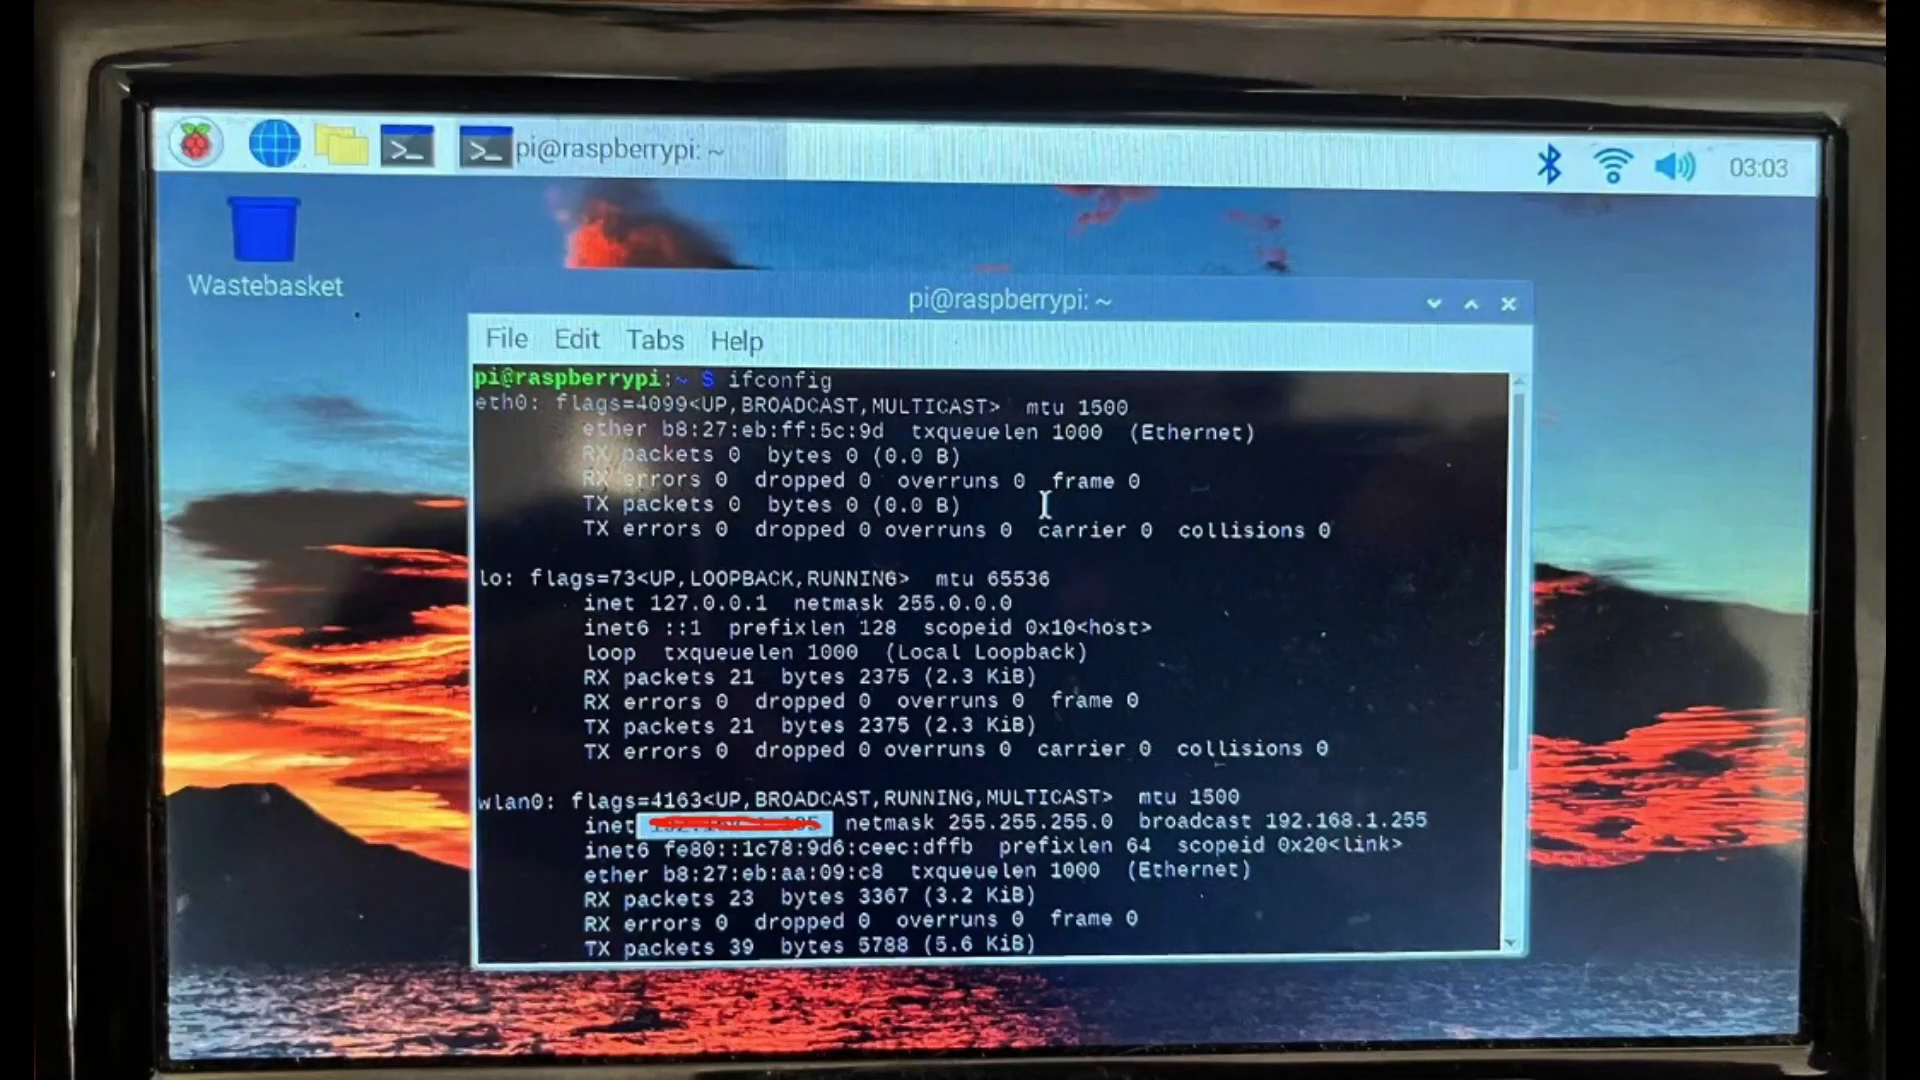 pi@raspberrypi: ~
03:03
Wastebasket
pi@raspberrypi: ~
File Edit Tabs Help
pi@raspberrypi:~ $ ifconfig
eth0: flags=4099<UP,BROADCAST,MULTICAST> mtu 1500
ether b8:27:eb:ff:5c:9d txqueuelen 1000 (Ethernet)
RX packets 0 bytes 0 (0.0 B)
RX errors 0 dropped 0 overruns 0 frame 0
TX packets 0 bytes 0 (0.0 B)
TX errors 0 dropped 0 overruns 0 carrier 0 collisions 0
lo: flags=73<UP,LOOPBACK,RUNNING> mtu 65536
inet 127.0.0.1 netmask 255.0.0.0
inet6 ::1 prefixlen 128 scopeid 0x10<host>
loop txqueuelen 1000 (Local Loopback)
RX packets 21 bytes 2375 (2.3 KiB)
RX errors 0 dropped 0 overruns 0 frame 0
TX packets 21 bytes 2375 (2.3 KiB)
TX errors 0 dropped 0 overruns 0 carrier 0 collisions 0
wlan0: flags=4163<UP,BROADCAST,RUNNING,MULTICAST> mtu 1500
inet netmask 255.255.255.0 broadcast 192.168.1.255
inet6 fe80::1c78:9d6:ceec:dffb prefixlen 64 scopeid 0x20<link>
ether b8:27:eb:aa:09:c8 txqueuelen 1000 (Ethernet)
RX packets 23 bytes 3367 (3.2 KiB)
RX errors 0 dropped 0 overruns 0 frame 0
TX packets 39 bytes 5788 (5.6 KiB)